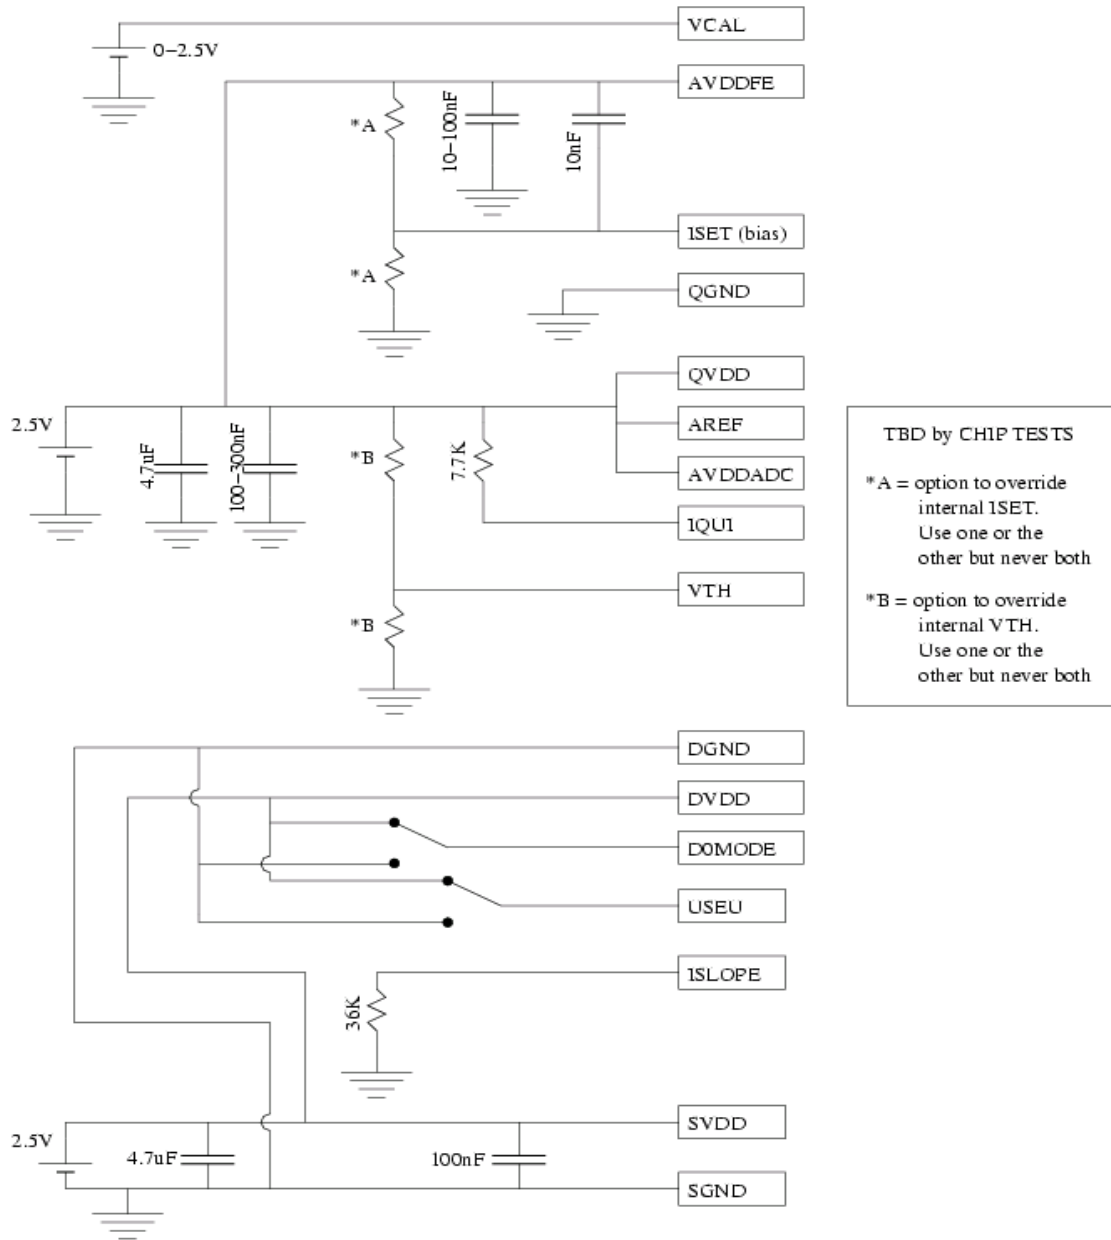 VCAL
0-2.5V
AVDDFE
*A
10-100nF
10nF
ISET (bias)
*A
QGND
QVDD
2.5V
AREF
4.7uF
100-300nF
*B
7.7K
AVDDADC
IQUI
VTH
*B
TBD by CHIP TESTS
*A = option to override
internal ISET.
Use one or the
other but never both
*B = option to override
internal VTH.
Use one or the
other but never both
DGND
DVDD
D0MODE
USEU
ISLOPE
36K
SVDD
2.5V
4.7uF
100nF
SGND